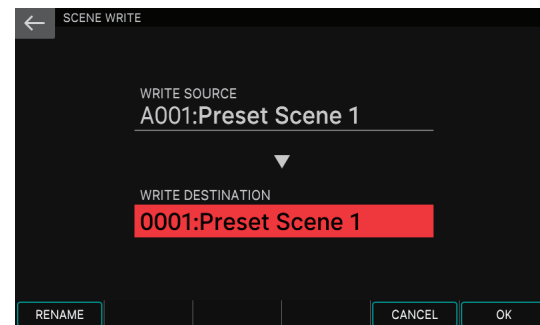 SCENE WRITE
WRITE SOURCE
A001:Preset Scene 1
WRITE DESTINATION
0001:Preset Scene 1
RENAME CANCEL OK